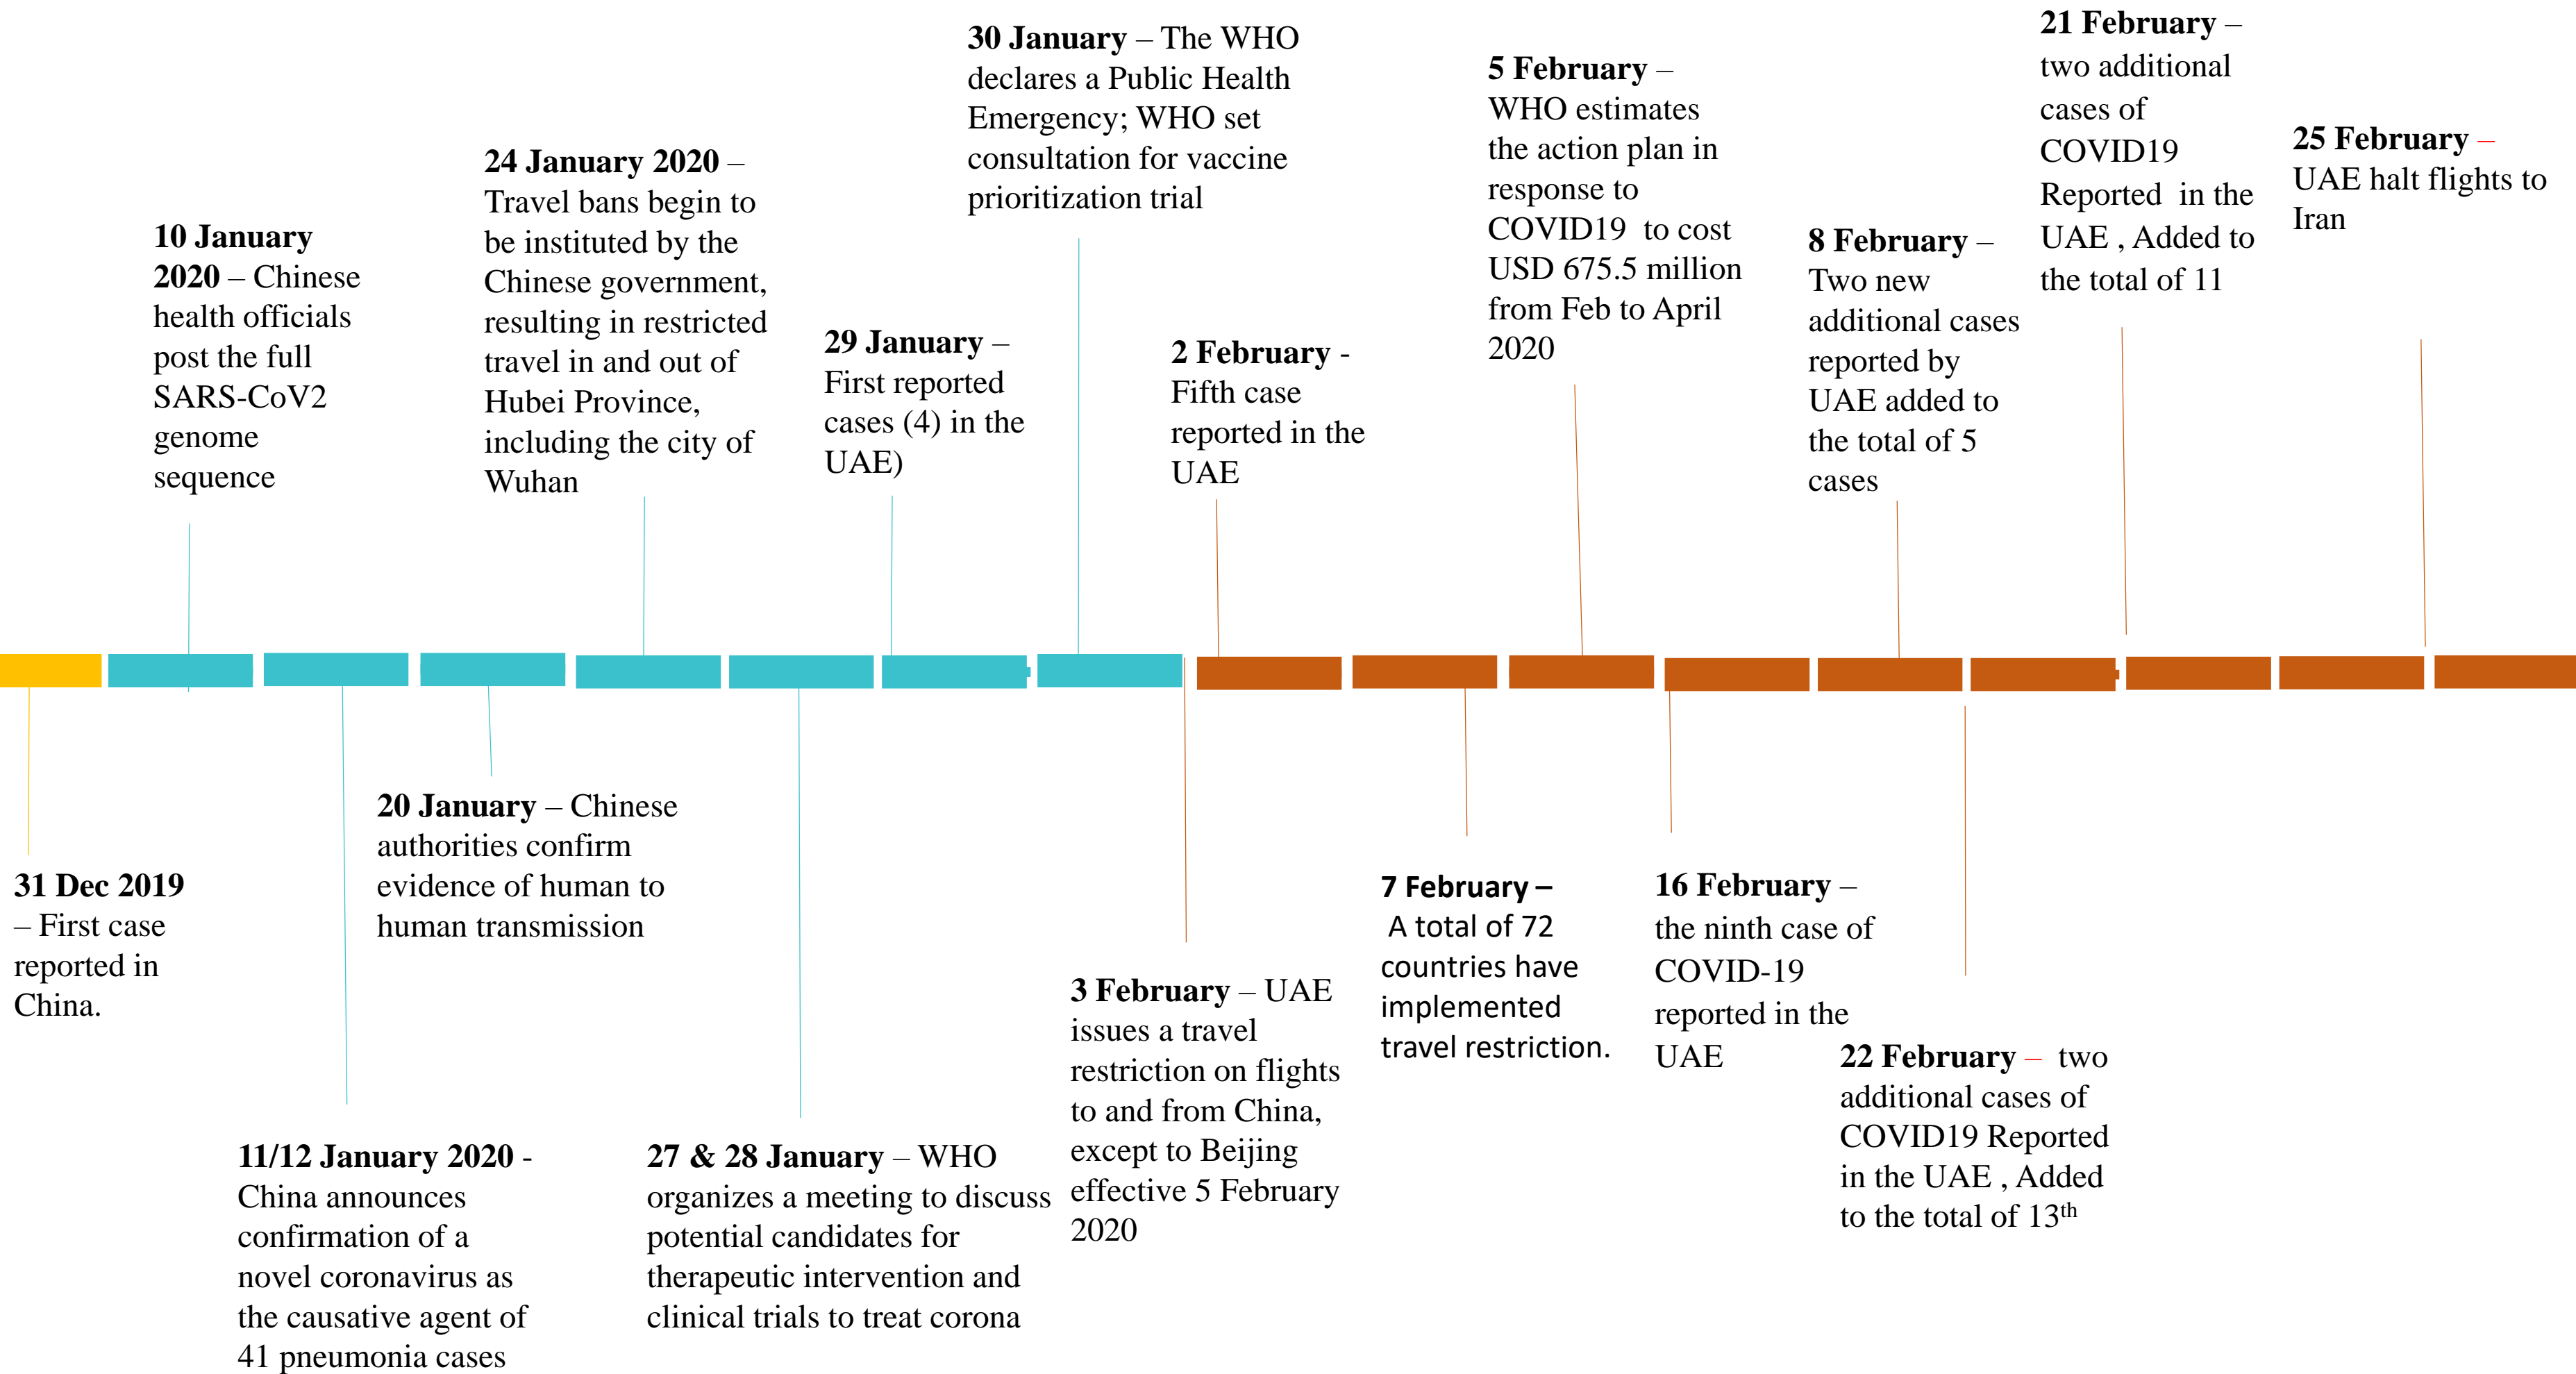 31 Dec 2019
– First case
reported in
China.
10 January
2020 – Chinese
health officials
post the full
SARS-CoV2
genome
sequence
11/12 January 2020 -
China announces
confirmation of a
novel coronavirus as
the causative agent of
41 pneumonia cases
20 January – Chinese
authorities confirm
evidence of human to
human transmission
24 January 2020 –
Travel bans begin to
be instituted by the
Chinese government,
resulting in restricted
travel in and out of
Hubei Province,
including the city of
Wuhan
27 & 28 January – WHO
organizes a meeting to discuss
potential candidates for
therapeutic intervention and
clinical trials to treat corona
29 January –
First reported
cases (4) in the
UAE)
30 January – The WHO
declares a Public Health
Emergency; WHO set
consultation for vaccine
prioritization trial
2 February -
Fifth case
reported in the
UAE
3 February – UAE
issues a travel
restriction on flights
to and from China,
except to Beijing
effective 5 February
2020
5 February –
WHO estimates
the action plan in
response to
COVID19 to cost
USD 675.5 million
from Feb to April
2020
7 February –
A total of 72
countries have
implemented
travel restriction.
8 February –
Two new
additional cases
reported by
UAE added to
the total of 5
cases
16 February –
the ninth case of
COVID-19
reported in the
UAE
21 February –
two additional
cases of
COVID19
Reported in the
UAE , Added to
the total of 11
22 February – two
additional cases of
COVID19 Reported
in the UAE , Added
to the total of 13th
25 February –
UAE halt flights to
Iran